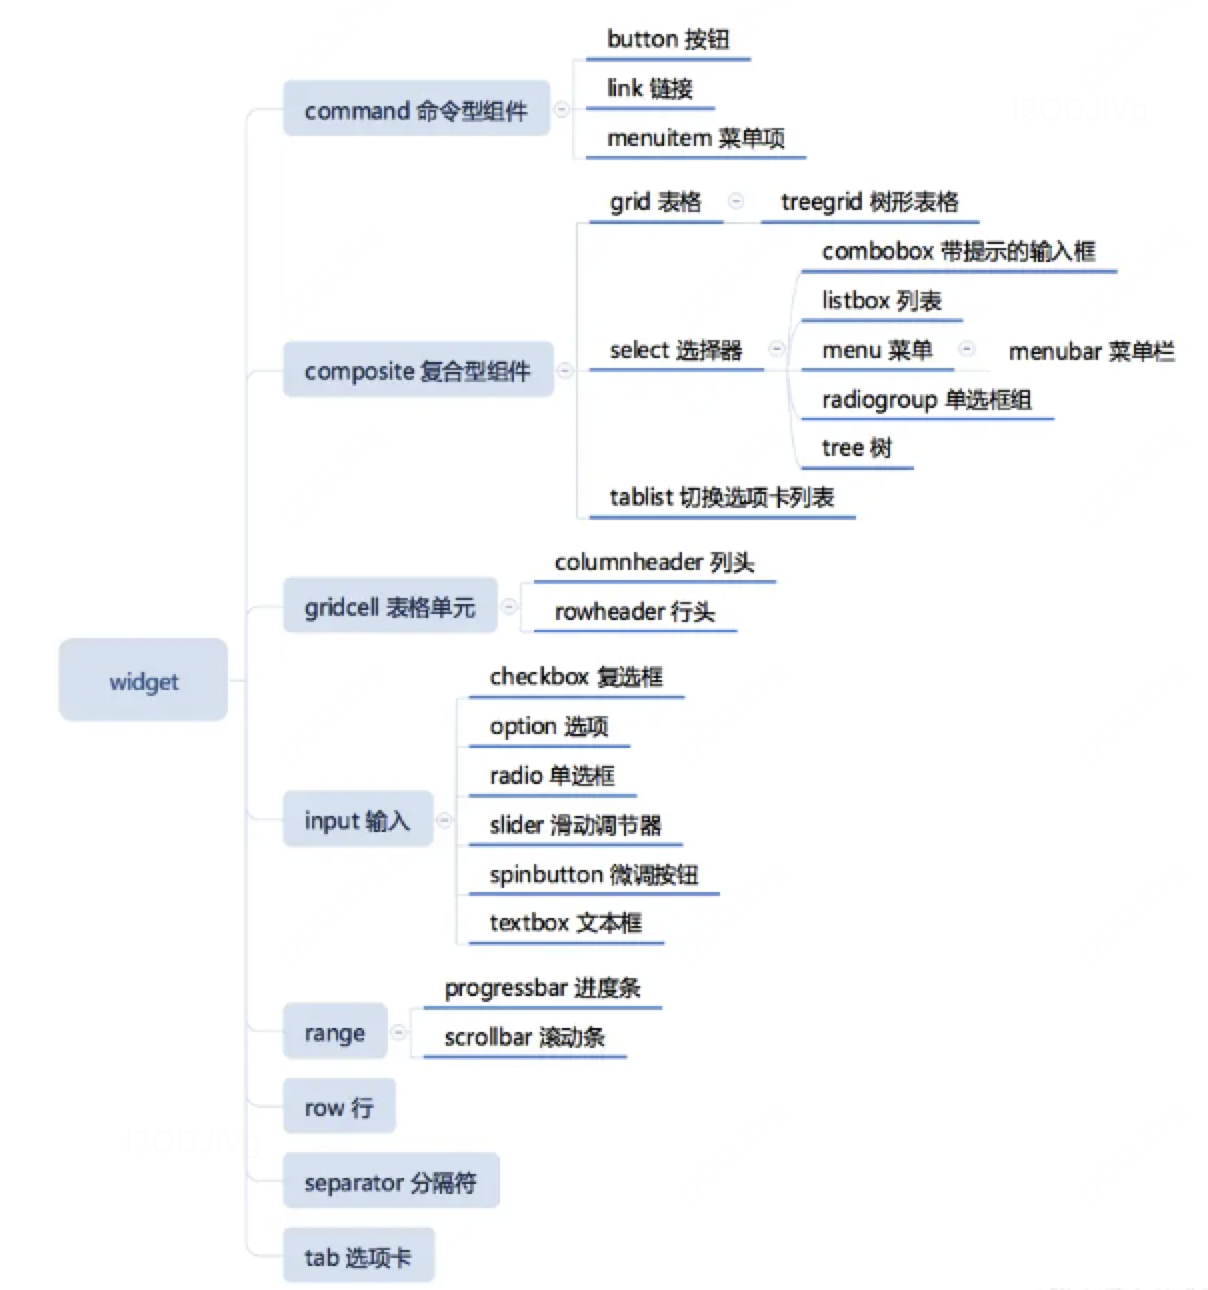 widget
command 命令型组件
button 按钮
link 链接
menuitem 菜单项
composite 复合型组件
grid 表格
treegrid 树形表格
select 选择器
combobox 带提示的输入框
listbox 列表
menu 菜单
menubar 菜单栏
radiogroup 单选框组
tree 树
tablist 切换选项卡列表
gridcell 表格单元
columnheader 列头
rowheader 行头
input 输入
checkbox 复选框
option 选项
radio 单选框
slider 滑动调节器
spinbutton 微调按钮
textbox 文本框
range
progressbar 进度条
scrollbar 滚动条
row 行
separator 分隔符
tab 选项卡